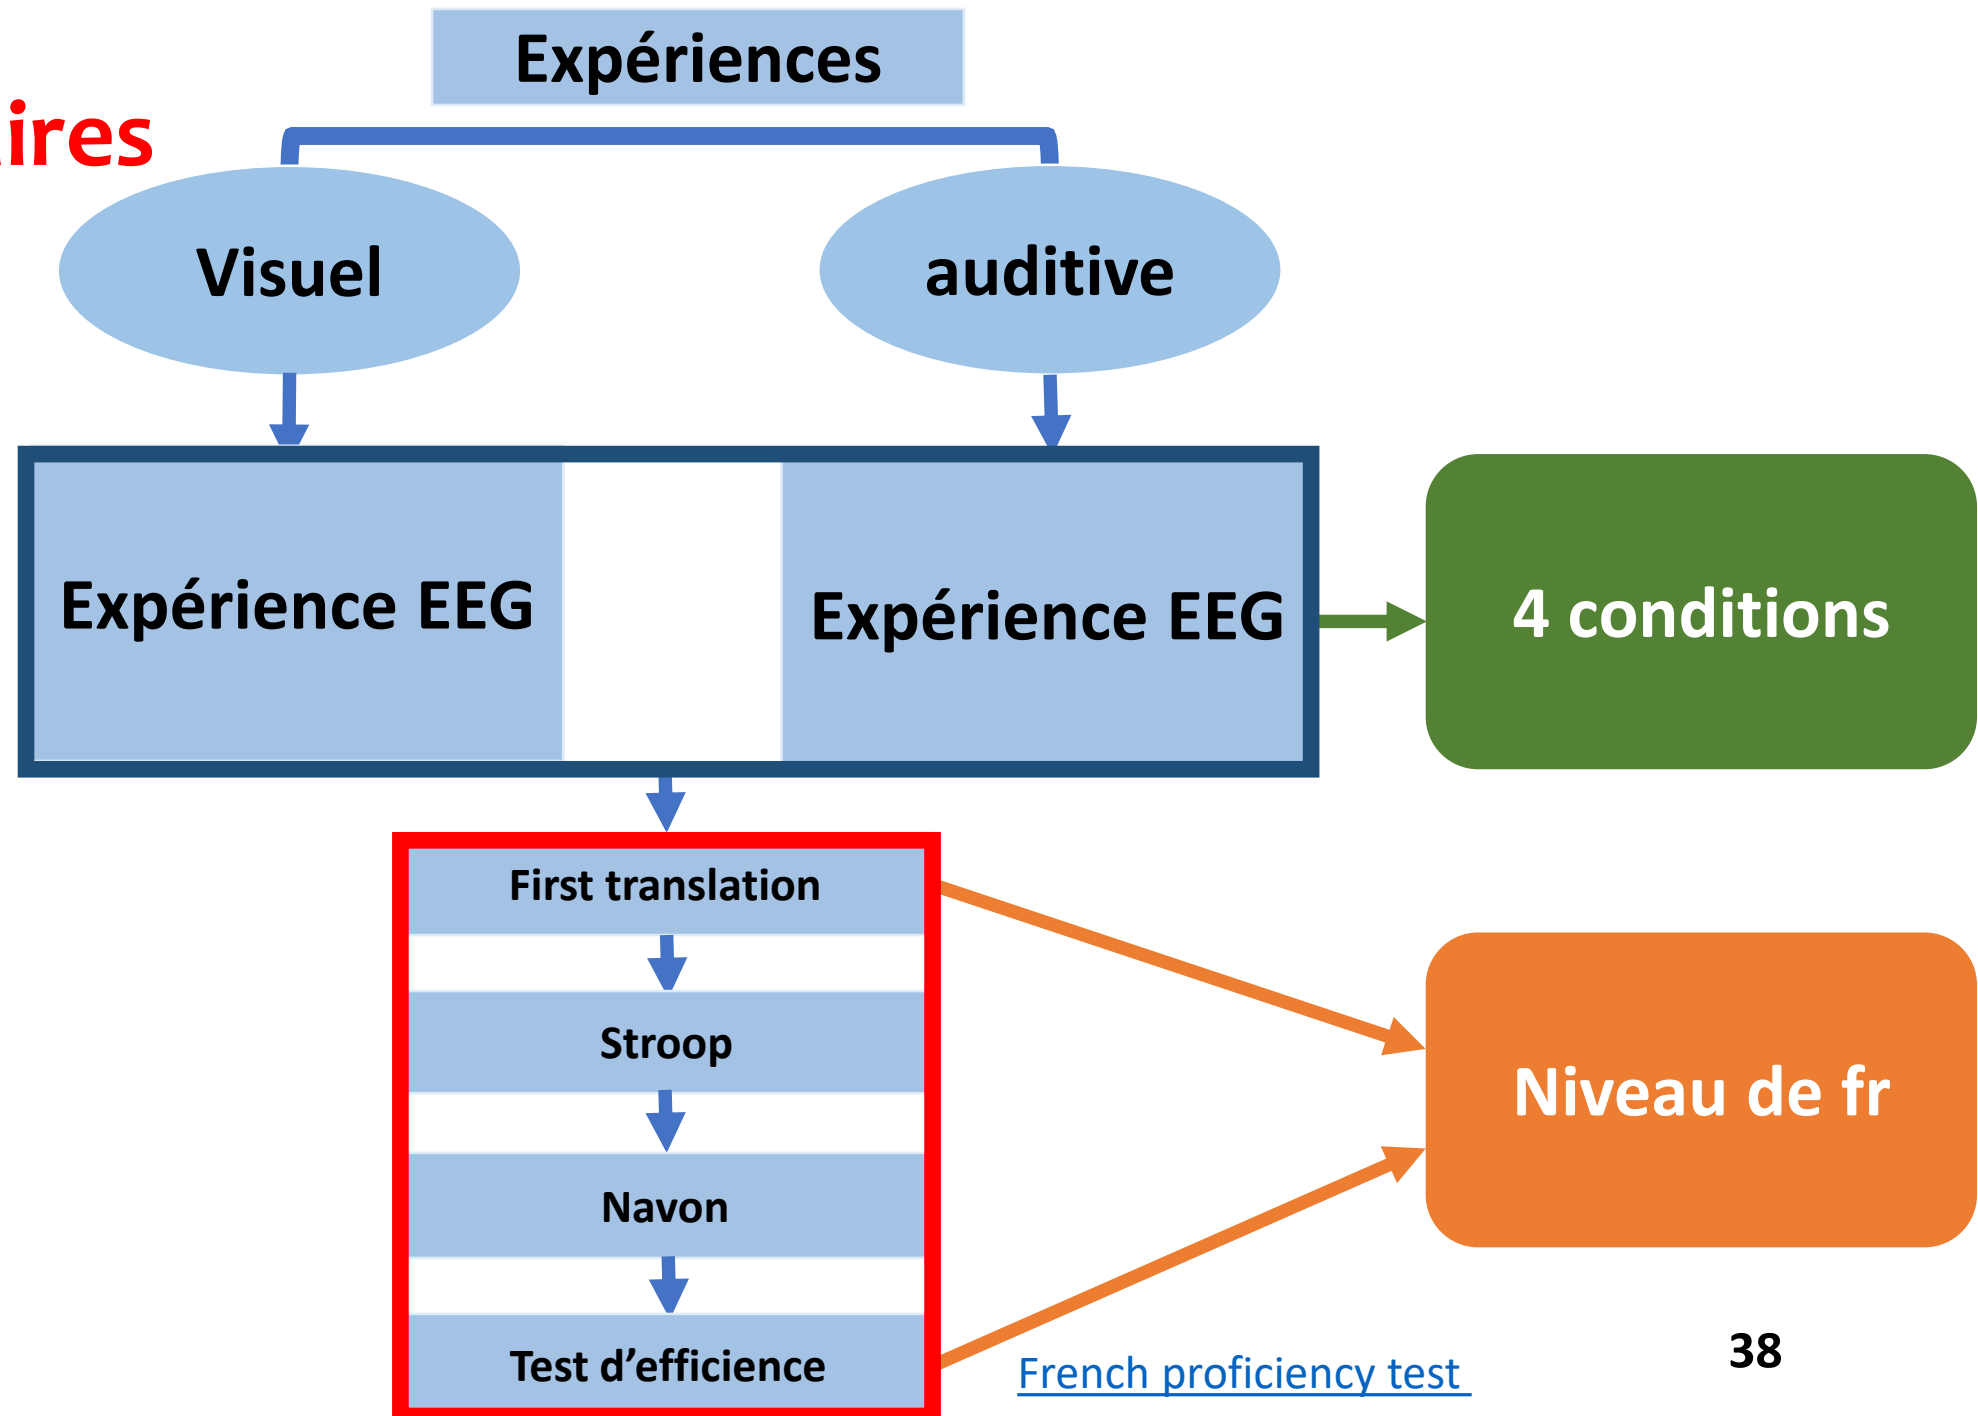 Expériences
ires
Visuel
auditive
Expérience EEG
Expérience EEG
4 conditions
First translation
Stroop
Navon
Niveau de fr
Test d’efficience
French proficiency test
38